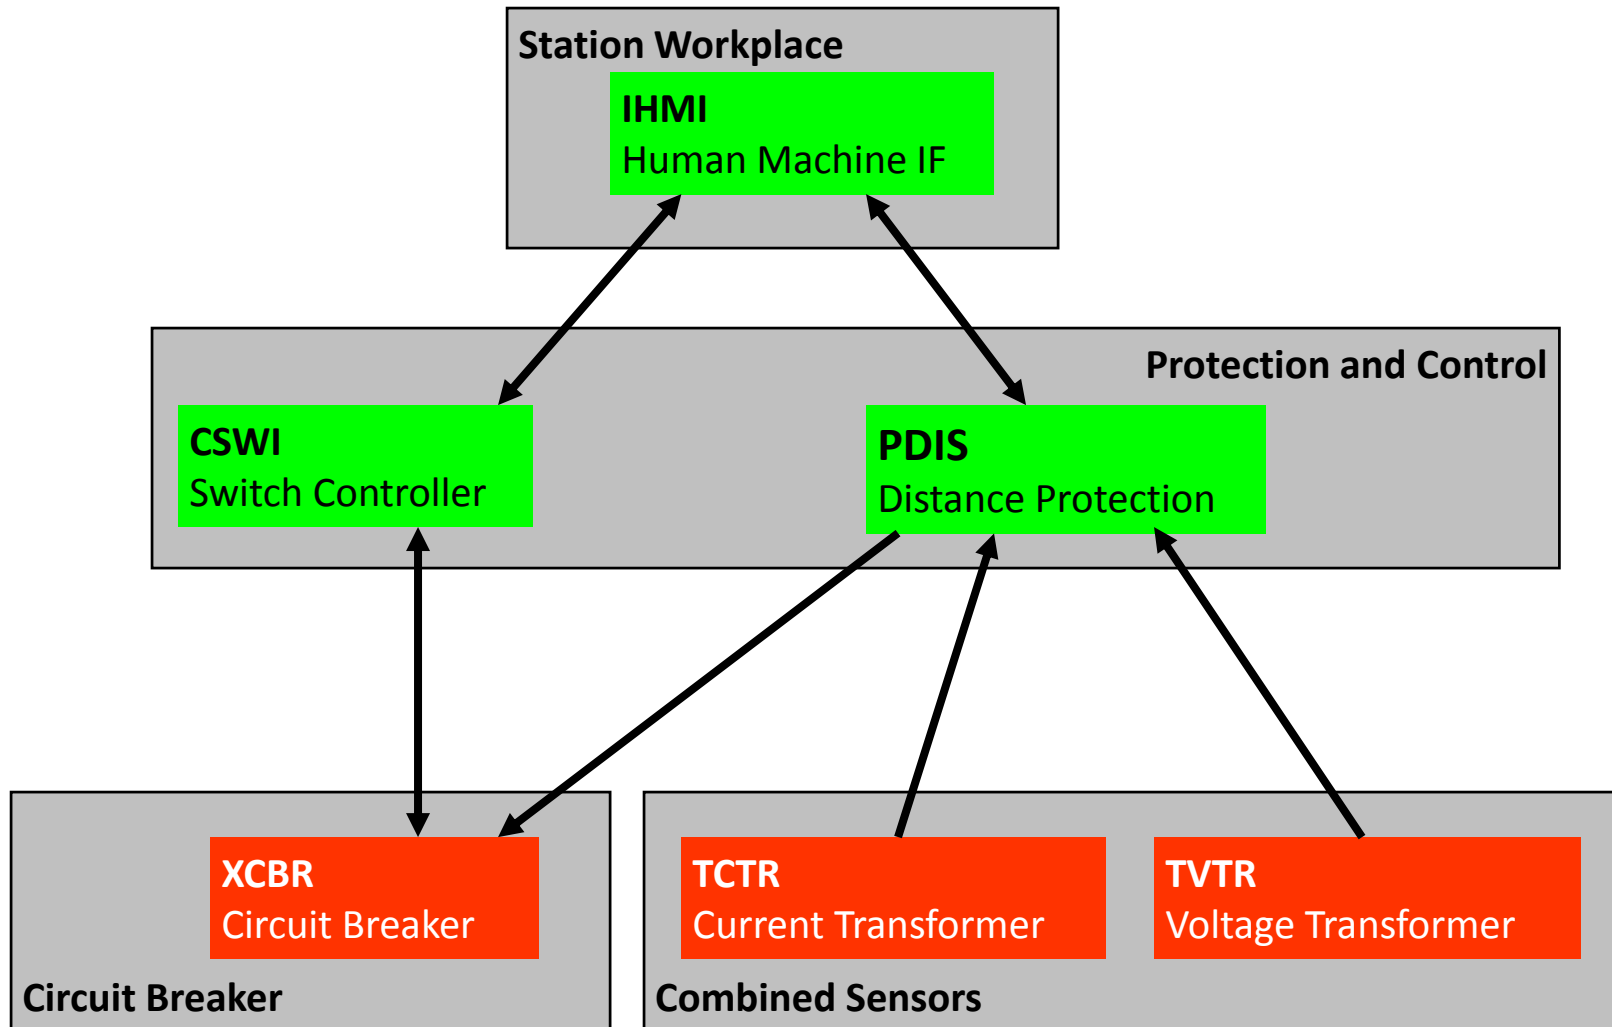 Station Workplace
IHMI
Human Machine IF
Protection and Control
CSWI
Switch Controller
PDIS
Distance Protection
XCBR
Circuit Breaker
Circuit Breaker
TCTR
Current Transformer
TVTR
Voltage Transformer
Combined Sensors